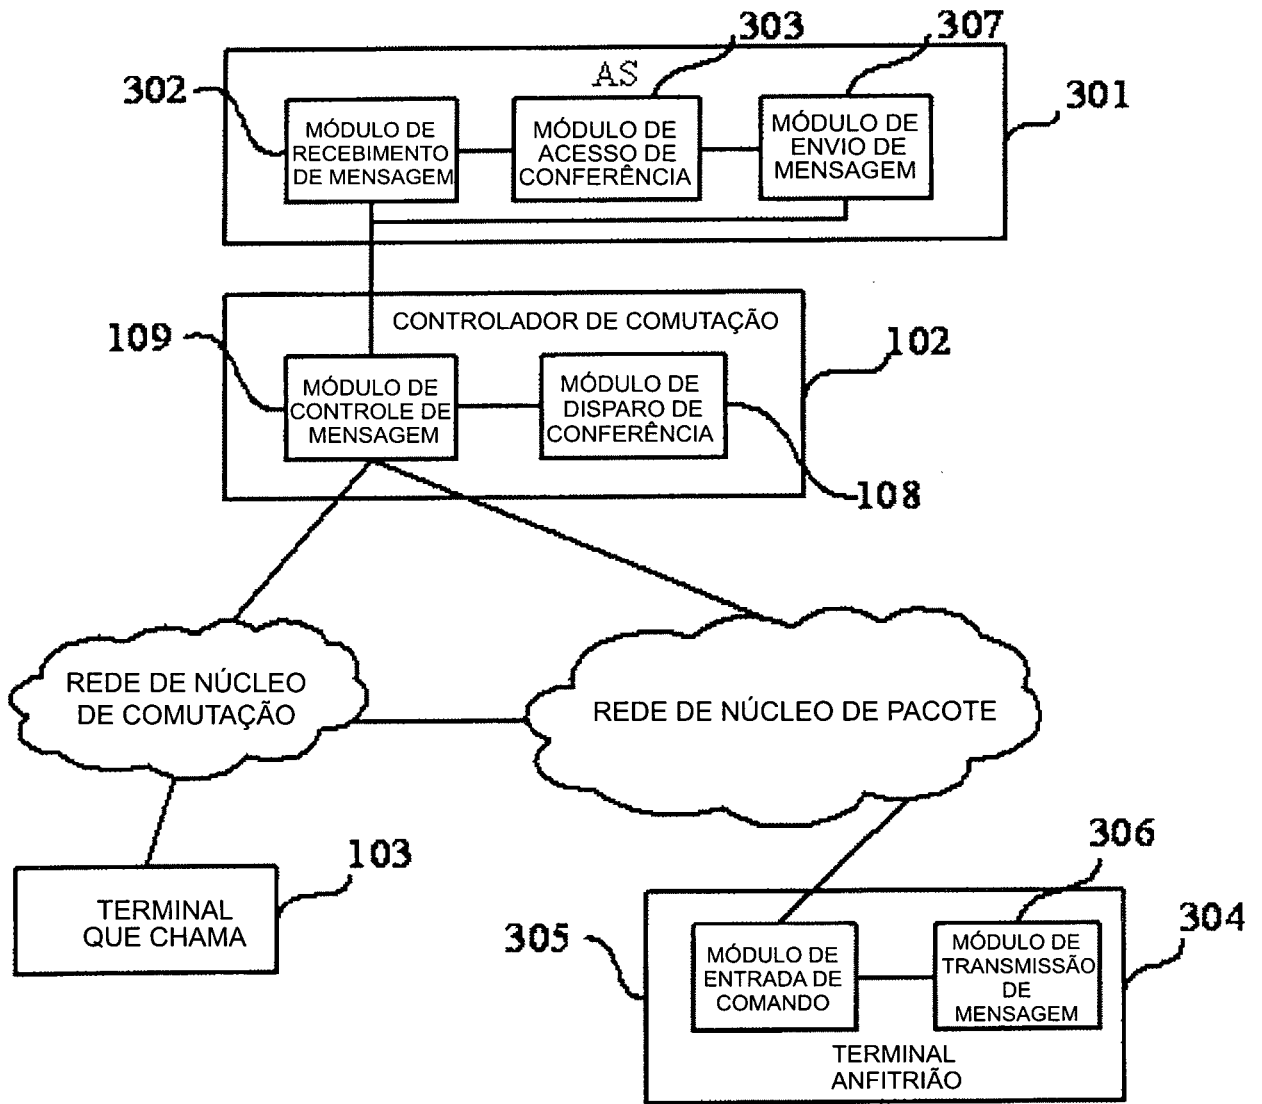 303
307
302
AS
301
MÓDULO DE
RECEBIMENTO
DE MENSAGEM
MÓDULO DE
ACESSO DE
CONFERÊNCIA
MÓDULO DE
ENVIO DE
MENSAGEM
CONTROLADOR DE COMUTAÇÃO
109
102
MÓDULO DE
CONTROLE DE
MENSAGEM
MÓDULO DE
DISPARO DE
CONFERÊNCIA
108
REDE DE NÚCLEO
DE COMUTAÇÃO
REDE DE NÚCLEO DE PACOTE
103
TERMINAL
QUE CHAMA
306
305
304
MÓDULO DE
ENTRADA DE
COMANDO
MÓDULO DE
TRANSMISSÃO
DE
MENSAGEM
TERMINAL
ANFITRIÃO